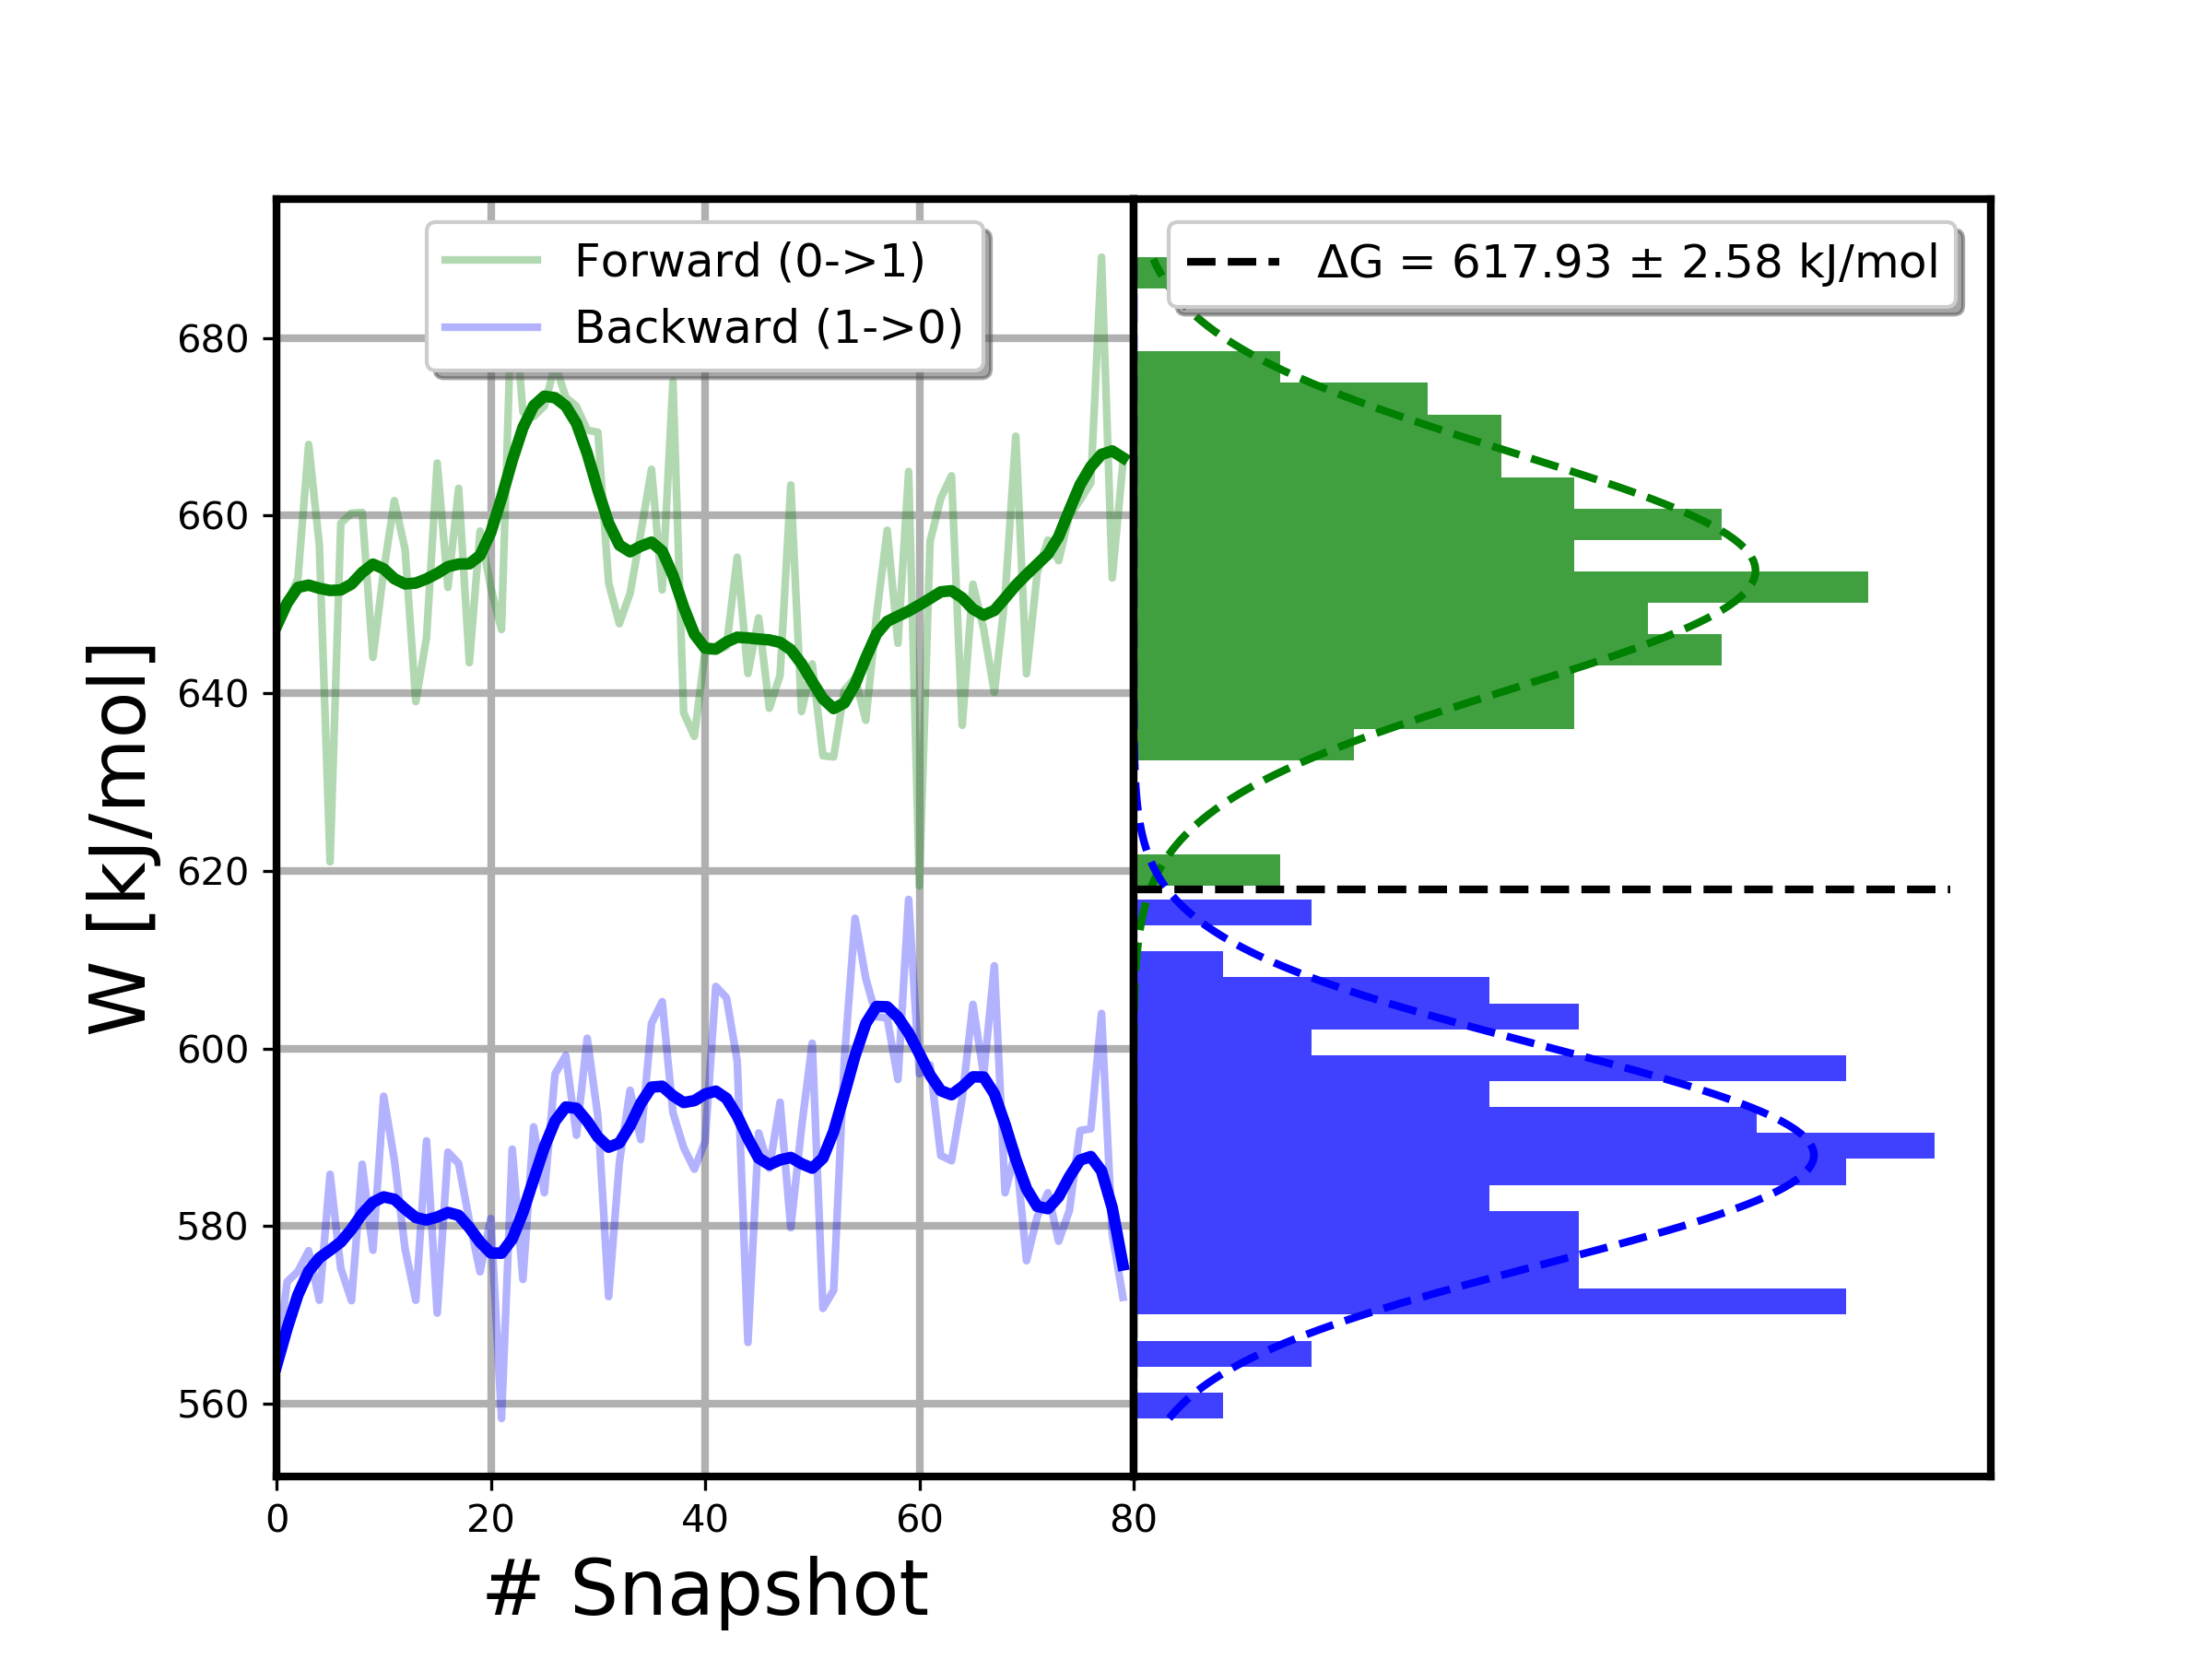 Forward (0->1)
Backward (1->0)
ΔG = 617.93 ± 2.58 kJ/mol
W [kJ/mol]
680
660
640
620
600
580
560
0 20 40 60 80
# Snapshot